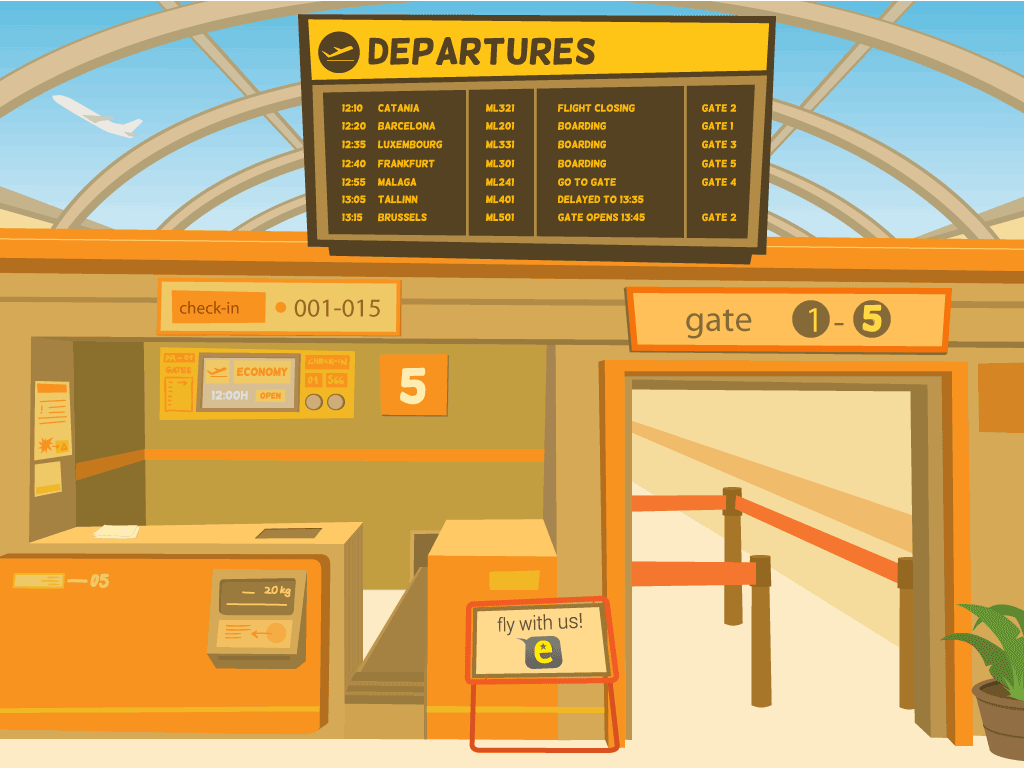 DEPARTURES
12:10 CATANIA ML321 FLIGHT CLOSING GATE 2
12:20 BARCELONA ML201 BOARDING GATE 1
12:35 LUXEMBOURG ML331 BOARDING GATE 3
12:40 FRANKFURT ML301 BOARDING GATE 5
12:55 MALAGA ML241 GO TO GATE GATE 4
13:05 TALLINN ML401 DELAYED TO 13:35
13:15 BRUSSELS ML501 GATE OPENS 13:45 GATE 2
check-in • 001-015
gate 1 - 5
GATES
ECONOMY
12:00H OPEN
CHECK-IN
01
5
05
20 kg
fly with us!
e